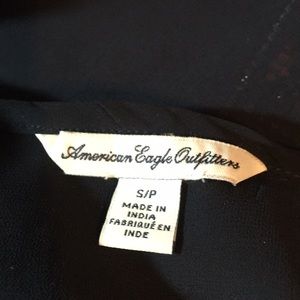 American Eagle Outfitters
S/P
MADE IN
INDIA
FABRIQUÉ EN
INDE